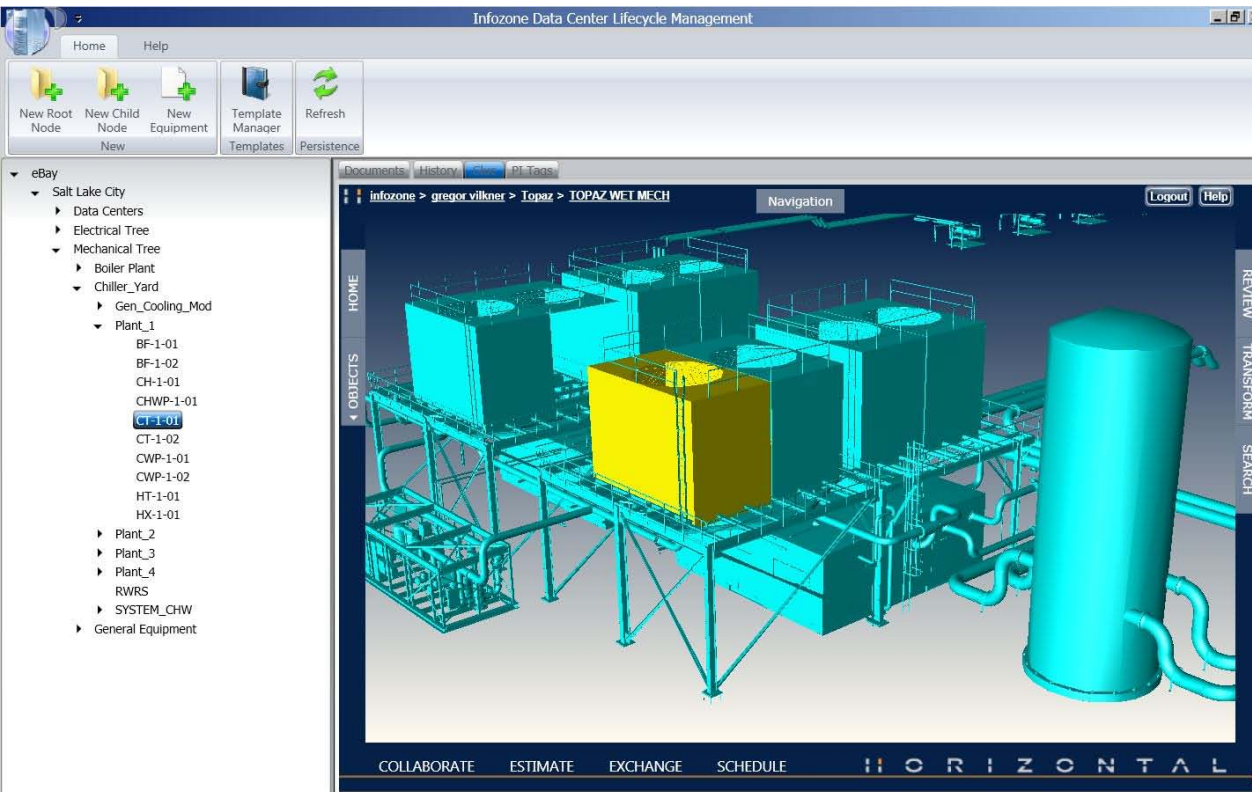 Infozone Data Center Lifecycle Management
Home Help
New Root Node
New Child Node
New Equipment
Template Manager
Refresh
New Templates Persistence
eBay
Salt Lake City
Data Centers
Electrical Tree
Mechanical Tree
Boiler Plant
Chiller_Yard
Gen_Cooling_Mod
Plant_1
BF-1-01
BF-1-02
CH-1-01
CHWP-1-01
CT-1-01
CT-1-02
CWP-1-01
CWP-1-02
HT-1-01
HX-1-01
Plant_2
Plant_3
Plant_4
RWRS
SYSTEM_CHW
General Equipment
Documents History PI Tags
infozone > gregor vilkner > Topaz > TOPAZ WET MECH
Navigation
Logout Help
HOME
OBJECTS
REVIEW
TRANSFORM
SEARCH
COLLABORATE ESTIMATE EXCHANGE SCHEDULE
HORIZONTAL